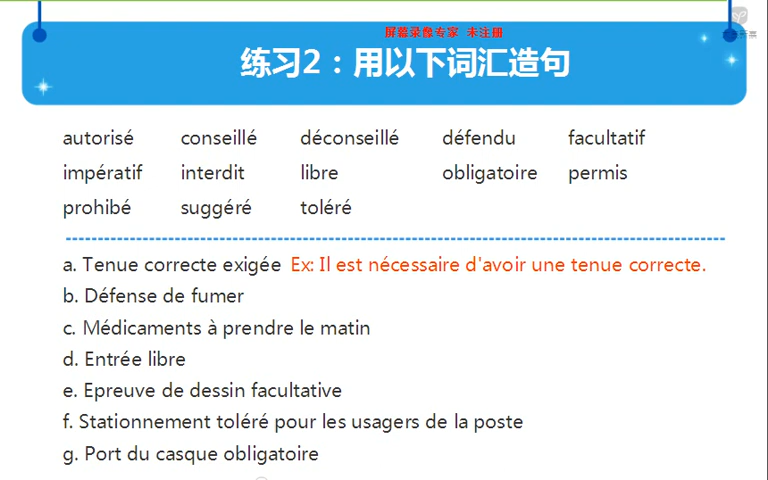 屏幕录像专家 未注册
练习2：用以下词汇造句
autorisé conseillé déconseillé défendu facultatif
impératif interdit libre obligatoire permis
prohibé suggéré toléré
a. Tenue correcte exigée Ex: Il est nécessaire d'avoir une tenue correcte.
b. Défense de fumer
c. Médicaments à prendre le matin
d. Entrée libre
e. Epreuve de dessin facultative
f. Stationnement toléré pour les usagers de la poste
g. Port du casque obligatoire